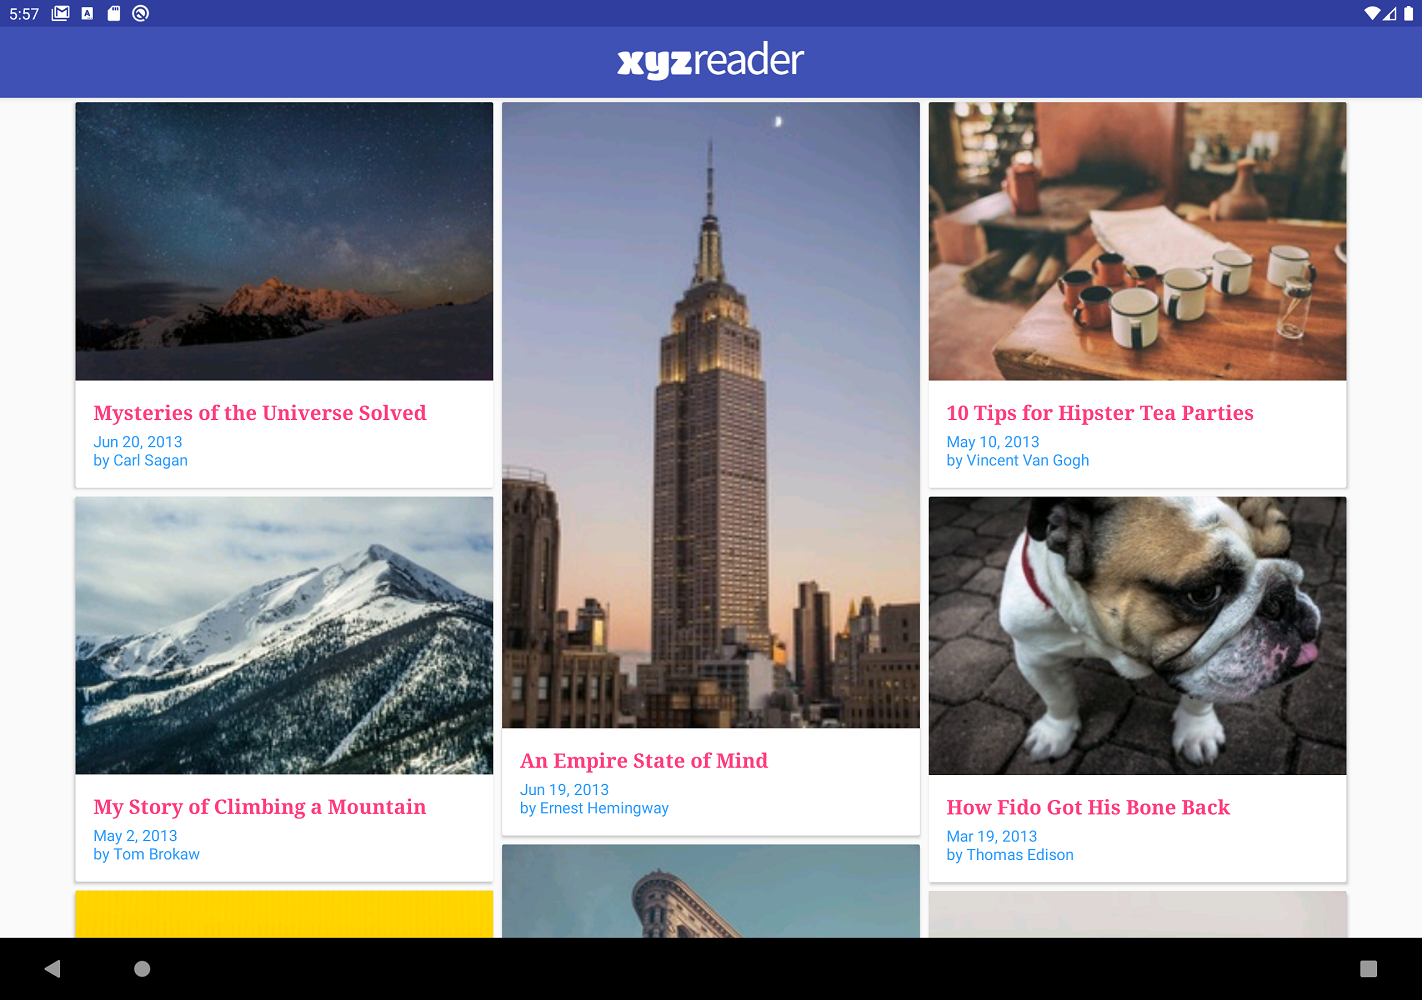 5:57
xyzreader
Mysteries of the Universe Solved
Jun 20, 2013
by Carl Sagan
An Empire State of Mind
Jun 19, 2013
by Ernest Hemingway
10 Tips for Hipster Tea Parties
May 10, 2013
by Vincent Van Gogh
My Story of Climbing a Mountain
May 2, 2013
by Tom Brokaw
How Fido Got His Bone Back
Mar 19, 2013
by Thomas Edison